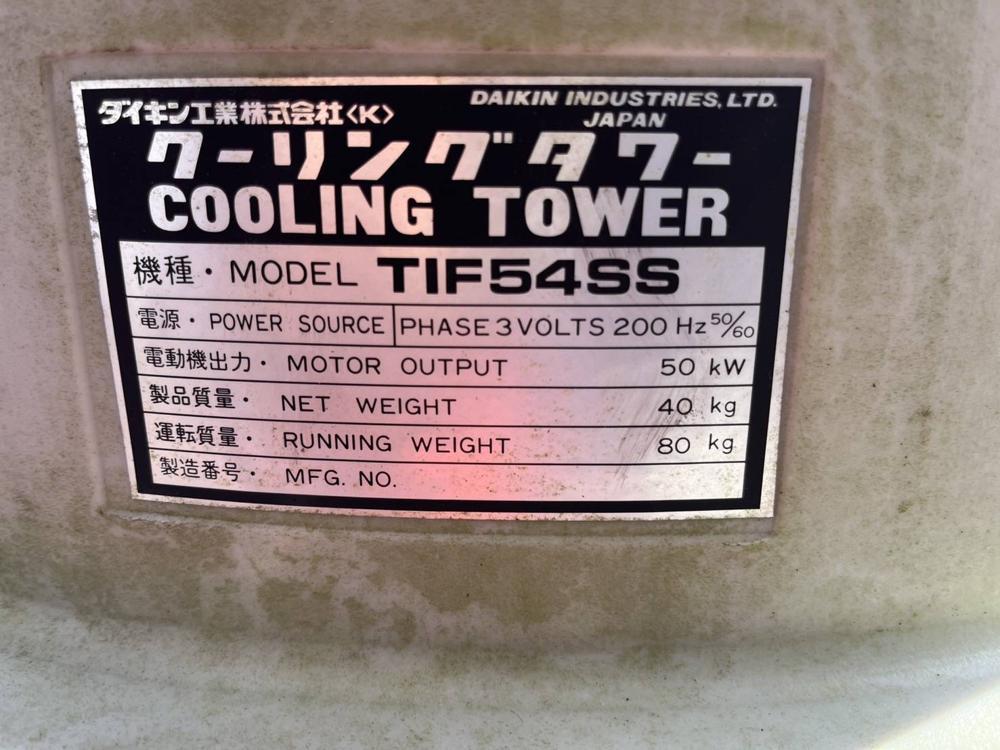 ダイキン工業株式会社〈K〉 DAIKIN INDUSTRIES, LTD.
JAPAN
クーリングタワー
COOLING TOWER
機種・MODEL TIF54SS
電源・POWER SOURCE PHASE 3 VOLTS 200 Hz 50/60
電動機出力・MOTOR OUTPUT 50 kW
製品質量・NET WEIGHT 40 kg
運転質量・RUNNING WEIGHT 80 kg
製造番号・MFG. NO.